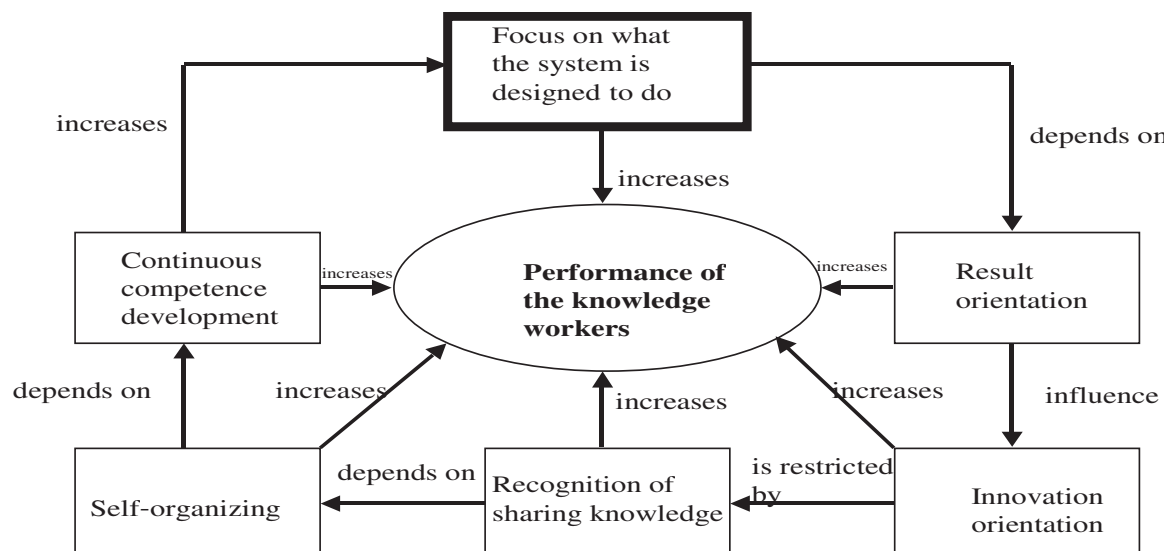 Focus on what
the system is
designed to do
increases
depends on
increases
Continuous
competence
development
increases
Performance of
the knowledge
workers
increases
Result
orientation
depends on
increases
increases
increases
influence
Self-organizing
depends on
Recognition of
sharing knowledge
is restricted
by
Innovation
orientation